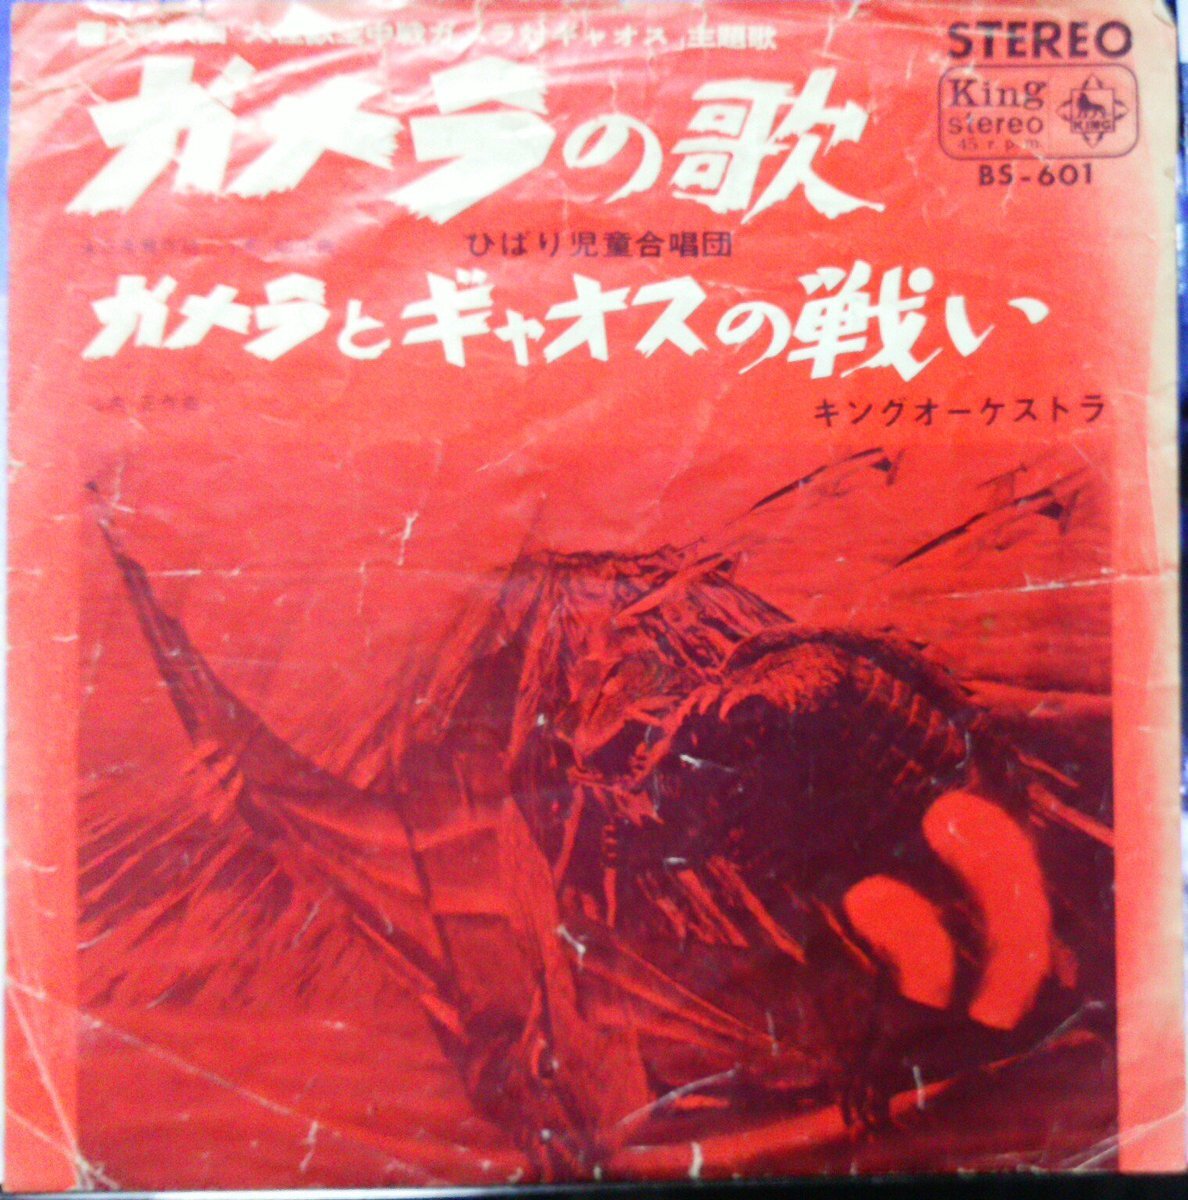 大映映画「大怪獣空中戦ガメラ対ギャオス」主題歌
STEREO
King
stereo
45 r.p.m.
KING
BS-601
ガメラの歌
ひばり児童合唱団
ガメラとギャオスの戦い
キングオーケストラ